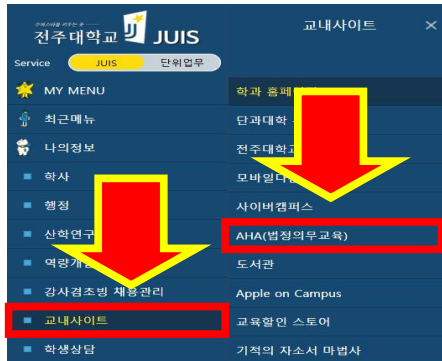 전주대학교 JUIS
Service JUIS 단위업무
MY MENU
최근메뉴
나의정보
학사
행정
산학연구
역량개
강사겸초빙 채용관리
교내사이트
학생상담
교내사이트 ×
학과 홈페
단과대학
전주대학교
모바일
사이버캠퍼스
AHA(법정의무교육)
도서관
Apple on Campus
교육할인 스토어
기적의 자소서 마법사